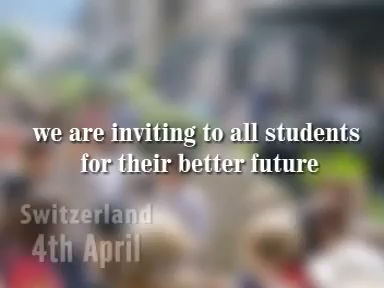 we are inviting to all students
for their better future
Switzerland
4th April